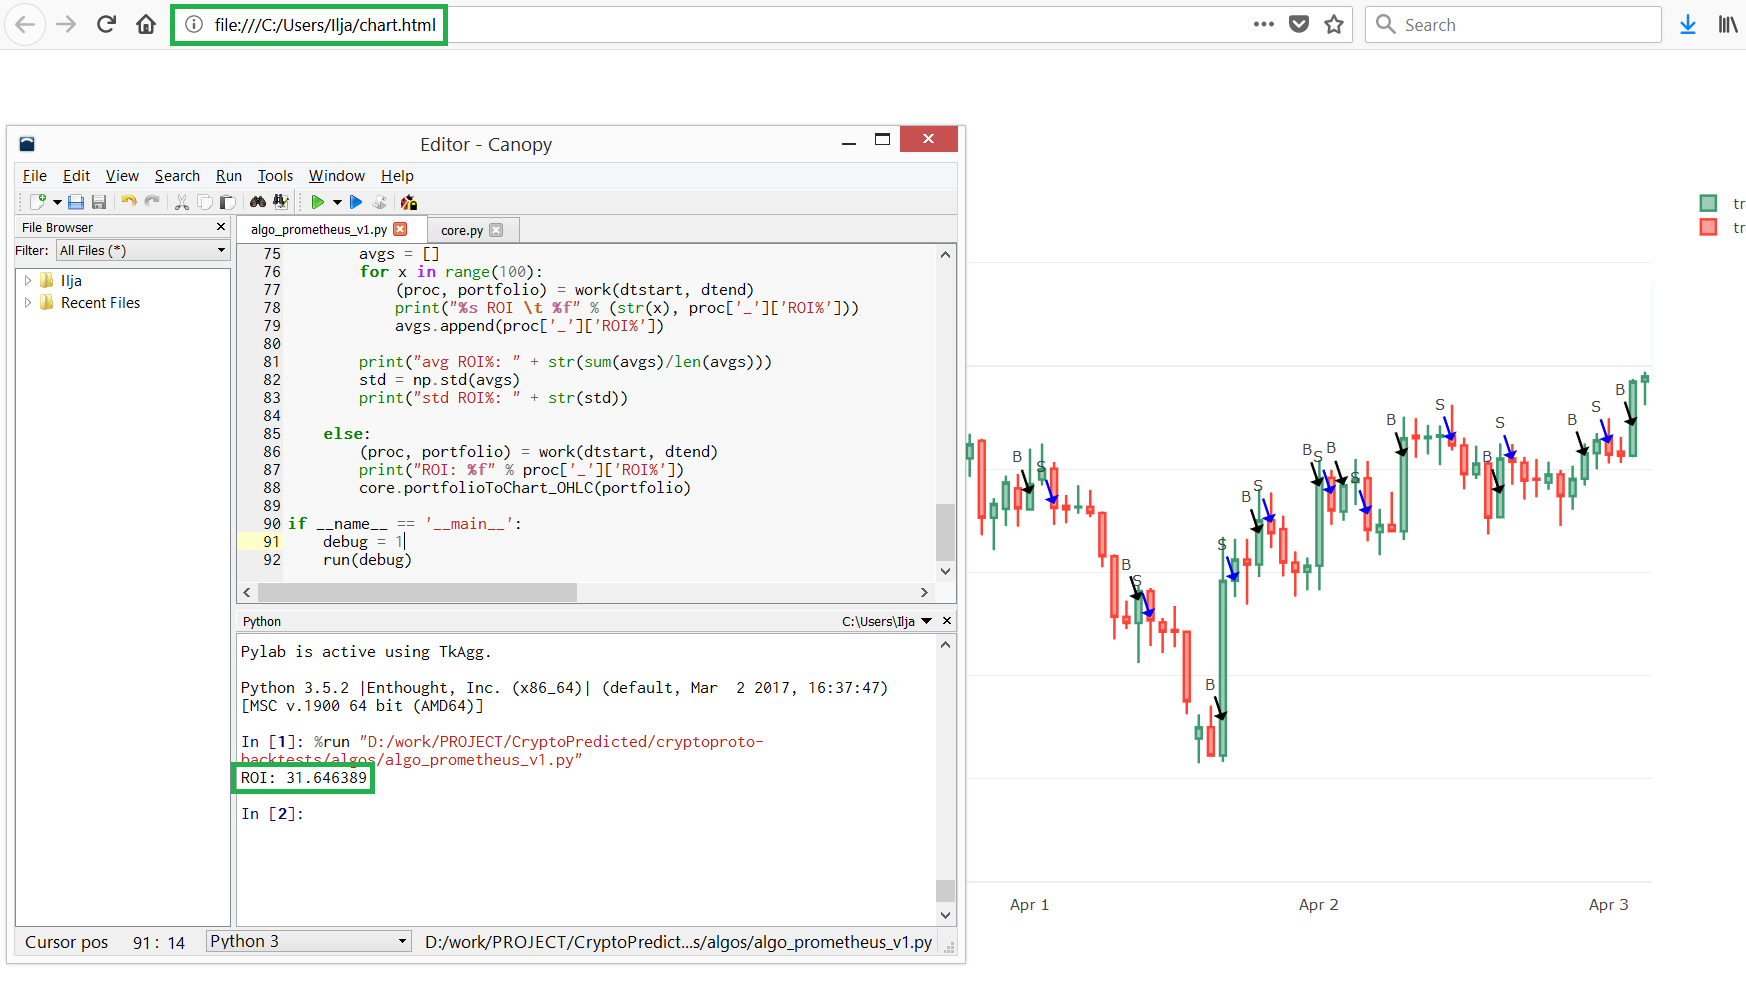 file:///C:/Users/Ilja/chart.html
Search
Editor - Canopy
File Edit View Search Run Tools Window Help
File Browser
Filter: All Files (*)
Ilja
Recent Files
algo_prometheus_v1.py
core.py
75 avgs = []
76 for x in range(100):
77 (proc, portfolio) = work(dtstart, dtend)
78 print("%s ROI \t %f" % (str(x), proc['_']['ROI%']))
79 avgs.append(proc['_']['ROI%'])
80
81 print("avg ROI%: " + str(sum(avgs)/len(avgs)))
82 std = np.std(avgs)
83 print("std ROI%: " + str(std))
84
85 else:
86 (proc, portfolio) = work(dtstart, dtend)
87 print("ROI: %f" % proc['_']['ROI%'])
88 core.portfolioToChart_OHLC(portfolio)
89
90 if __name__ == '__main__':
91 debug = 1
92 run(debug)
Python
C:\Users\Ilja
Pylab is active using TkAgg.
Python 3.5.2 |Enthought, Inc. (x86_64)| (default, Mar  2 2017, 16:37:47)
[MSC v.1900 64 bit (AMD64)]
In [1]: %run "D:/work/PROJECT/CryptoPredicted/cryptoproto-
backtests/algos/algo_prometheus_v1.py"
ROI: 31.646389
In [2]:
Cursor pos 91 : 14 Python 3 D:/work/PROJECT/CryptoPredict...s/algos/algo_prometheus_v1.py
tr
tr
B
S
B
S
B
S
B
S
B
S
B
S
B
S
B
S
B
S
B
Apr 1
Apr 2
Apr 3